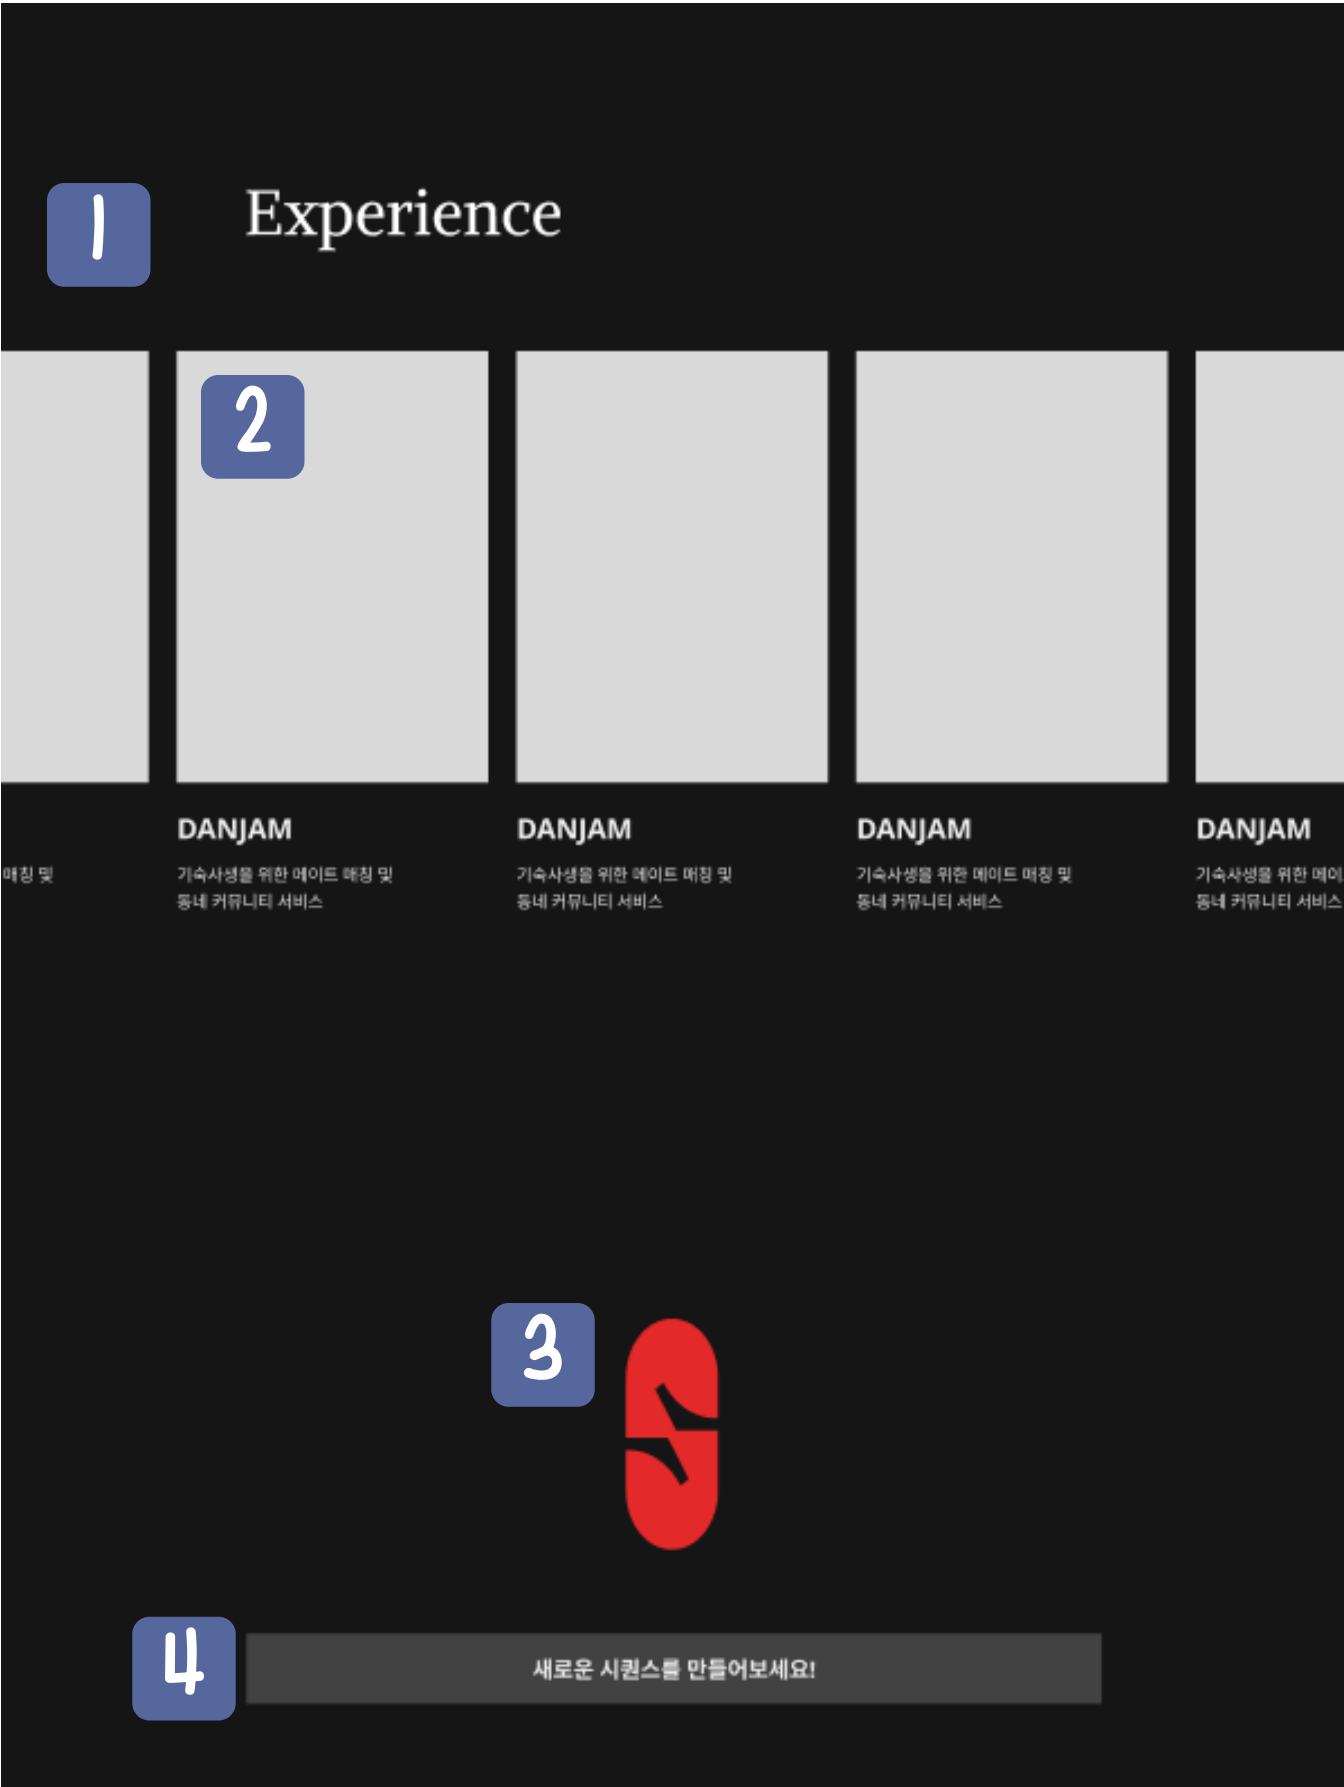 1
Experience
2
DANJAM
DANJAM
DANJAM
DANJAM
매칭 및
기숙사생을 위한 메이트 매칭 및
기숙사생을 위한 메이트 매칭 및
기숙사생을 위한 메이트 매칭 및
기숙사생을 위한 메이
동네 커뮤니티 서비스
동네 커뮤니티 서비스
동네 커뮤니티 서비스
동네 커뮤니티 서비스
3
4
새로운 시퀀스를 만들어보세요!